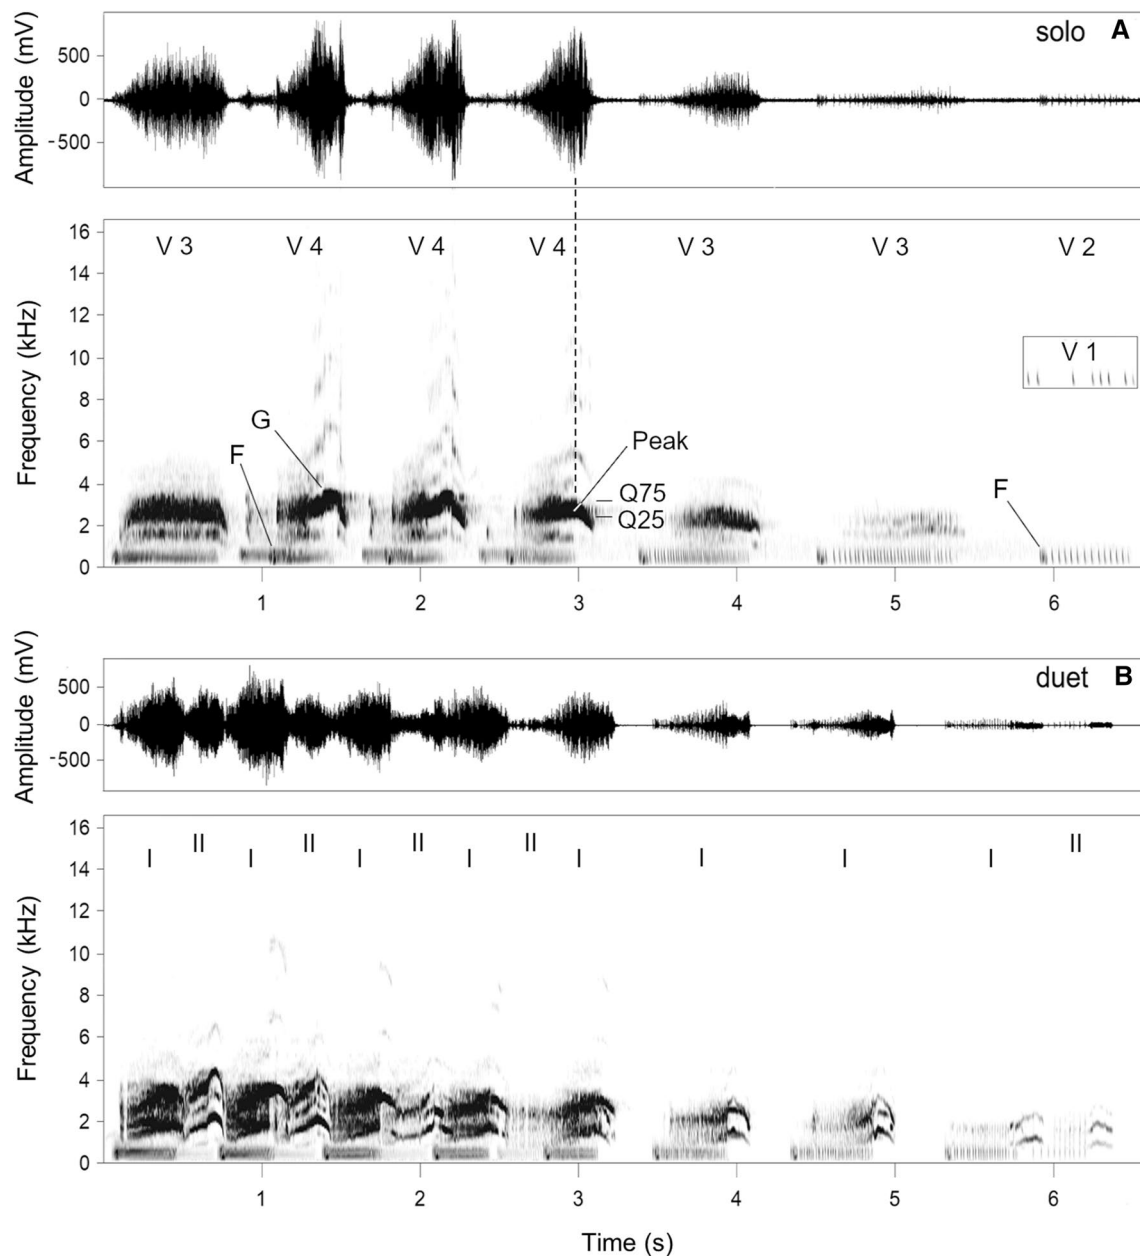 solo A
Amplitude (mV)
500
0
-500
Frequency (kHz)
16
14
12
10
8
6
4
2
0
V 3 V 4 V 4 V 4 V 3 V 3 V 2
V 1
G
F
Peak
Q75
Q25
F
1 2 3 4 5 6
duet B
Amplitude (mV)
500
0
-500
Frequency (kHz)
16
14
12
10
8
6
4
2
0
I II I II I II I II I I I I II
1 2 3 4 5 6
Time (s)